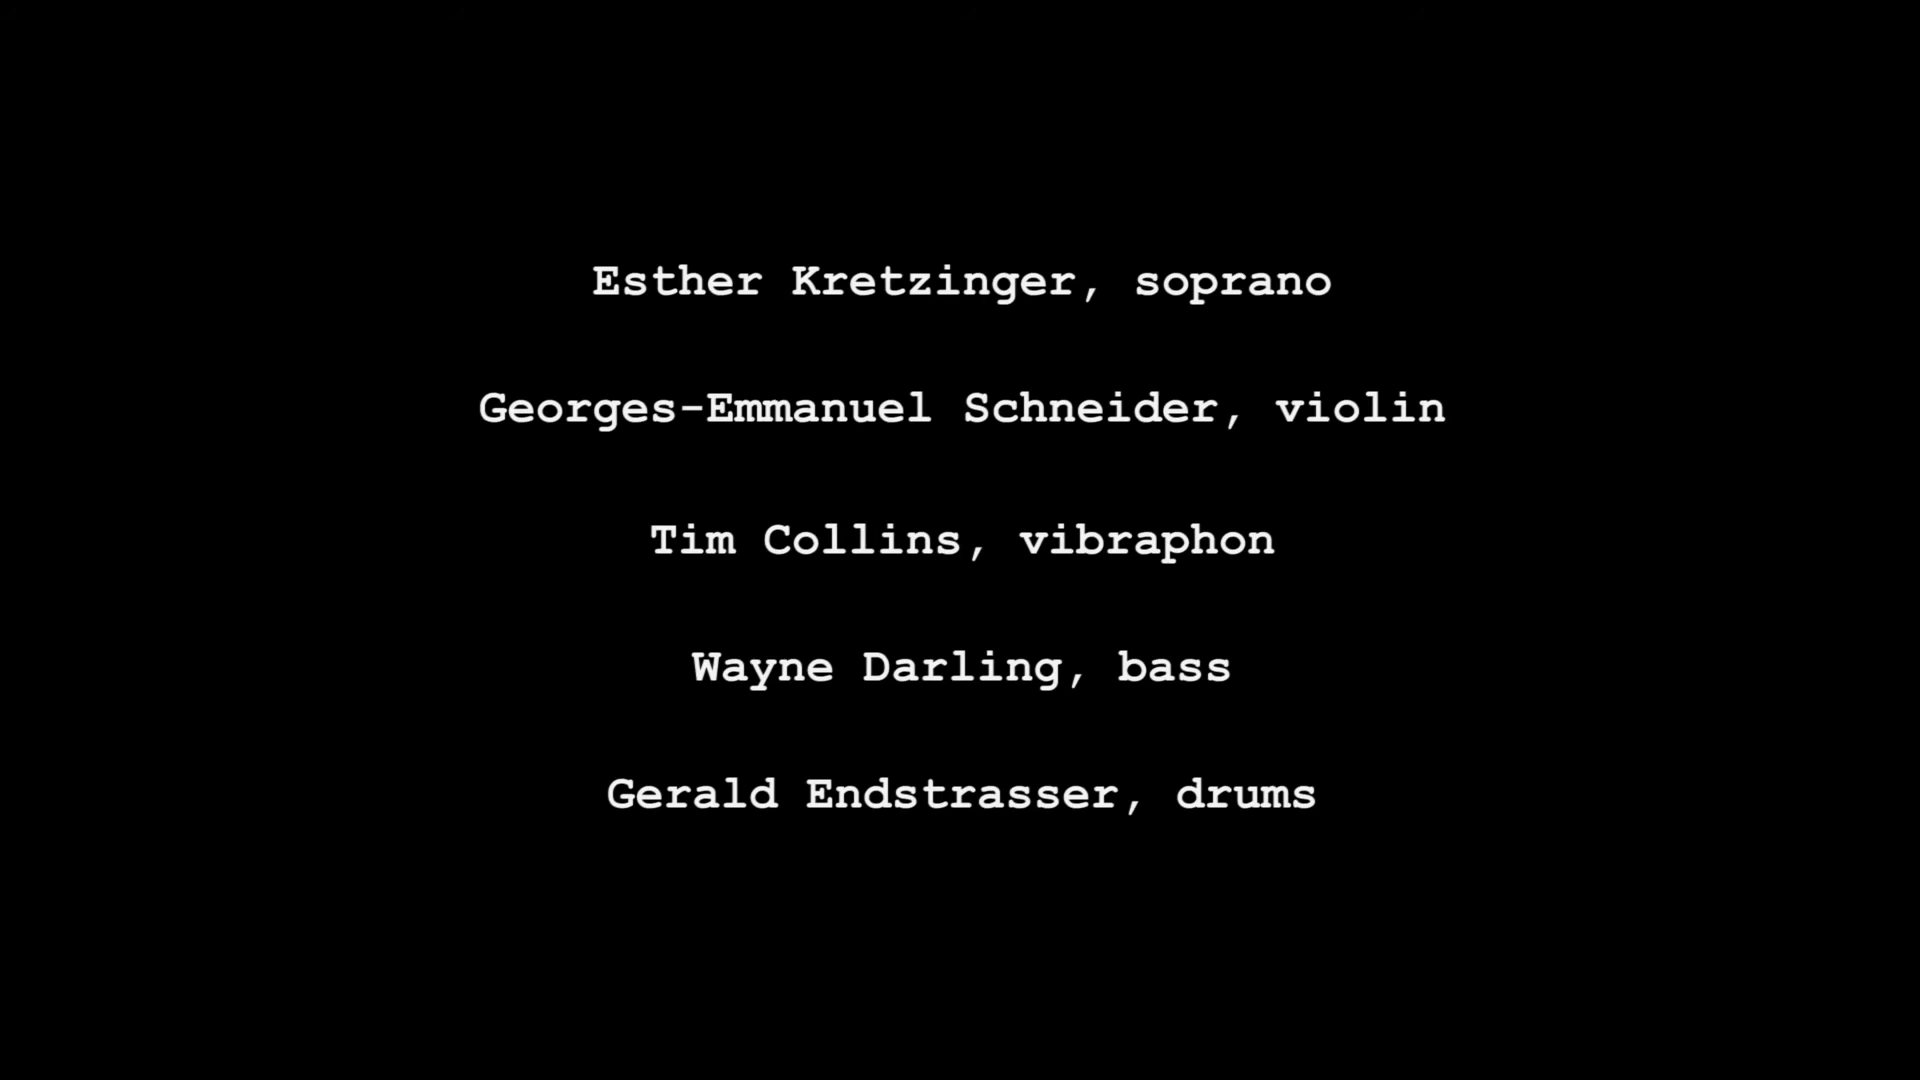 Esther Kretzinger, soprano
Georges-Emmanuel Schneider, violin
Tim Collins, vibraphon
Wayne Darling, bass
Gerald Endstrasser, drums